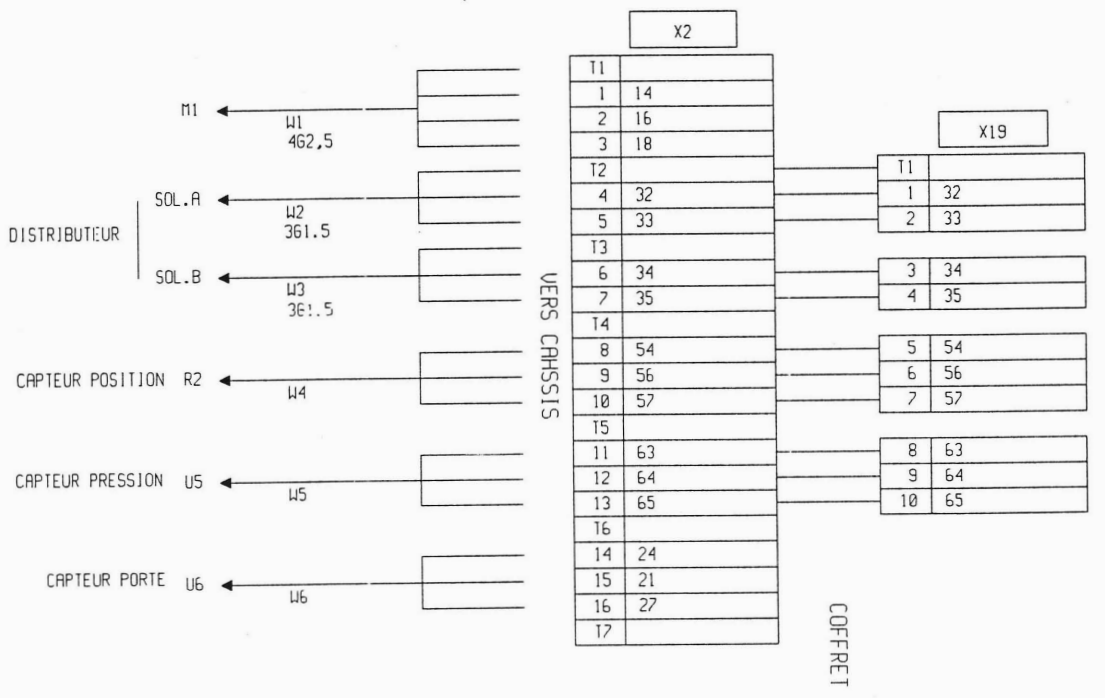 X2
T1
1 14
2 16
3 18
T2
4 32
5 33
T3
6 34
7 35
T4
8 54
9 56
10 57
T5
11 63
12 64
13 65
T6
14 24
15 21
16 27
T7
X19
T1
1 32
2 33
3 34
4 35
5 54
6 56
7 57
8 63
9 64
10 65
M1
W1
4G2,5
DISTRIBUTEUR
SOL.A
W2
3G1.5
SOL.B
W3
3G1.5
CAPTEUR POSITION R2
W4
CAPTEUR PRESSION U5
W5
CAPTEUR PORTE U6
W6
VERS CAHSSIS
COFFRET